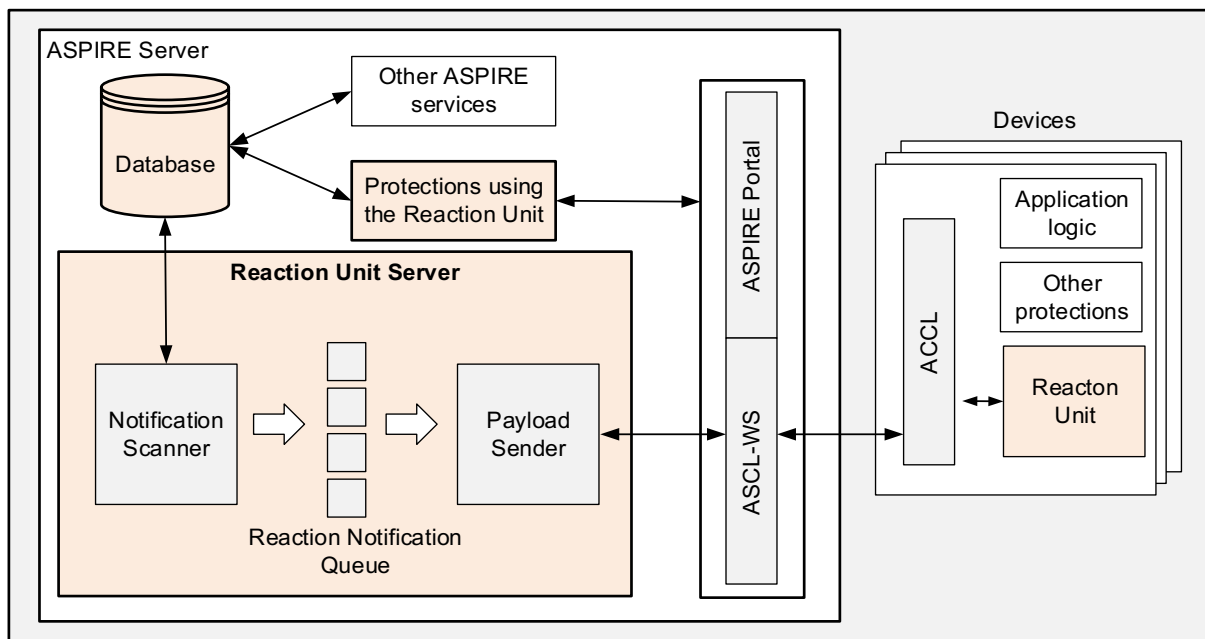 ASPIRE Server
Other ASPIRE
services
Database
Protections using
the Reaction Unit
Reaction Unit Server
Notification
Scanner
Reaction Notification
Queue
Payload
Sender
ASPIRE Portal
ASCL-WS
Devices
ACCL
Application
logic
Other
protections
Reacton
Unit